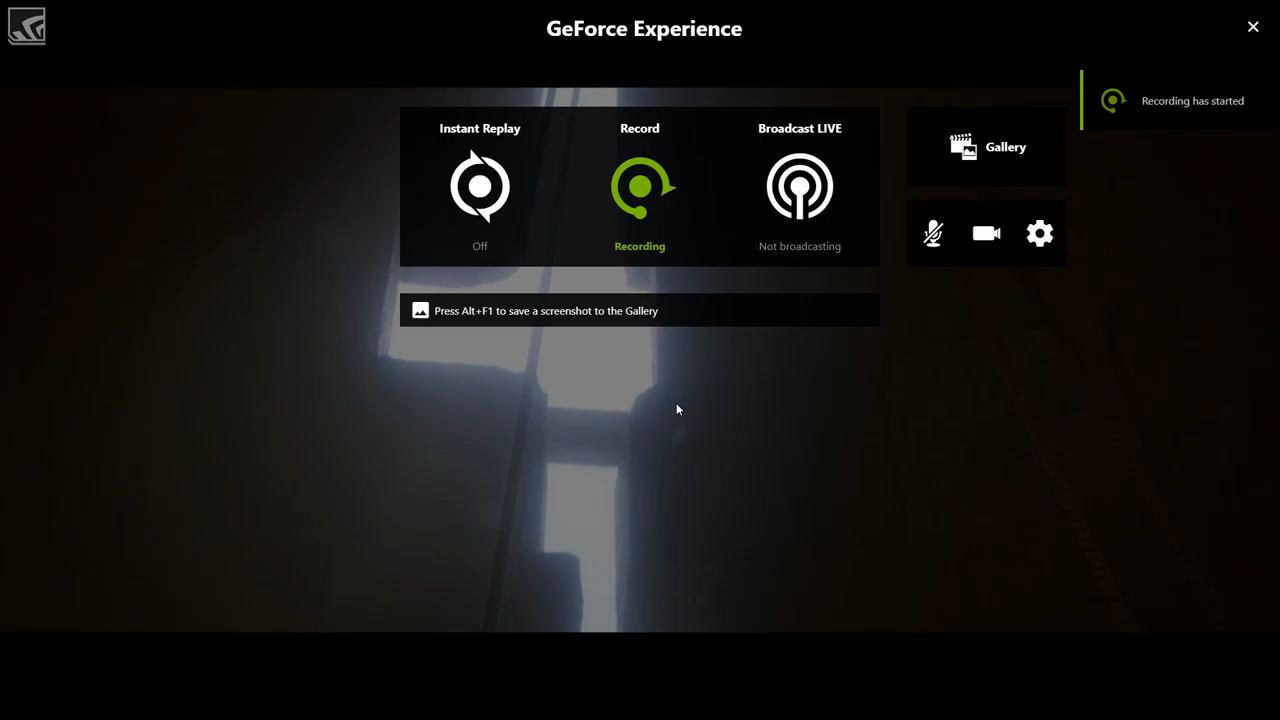 GeForce Experience
Recording has started
Instant Replay
Record
Broadcast LIVE
Gallery
Off
Recording
Not broadcasting
Press Alt+F1 to save a screenshot to the Gallery